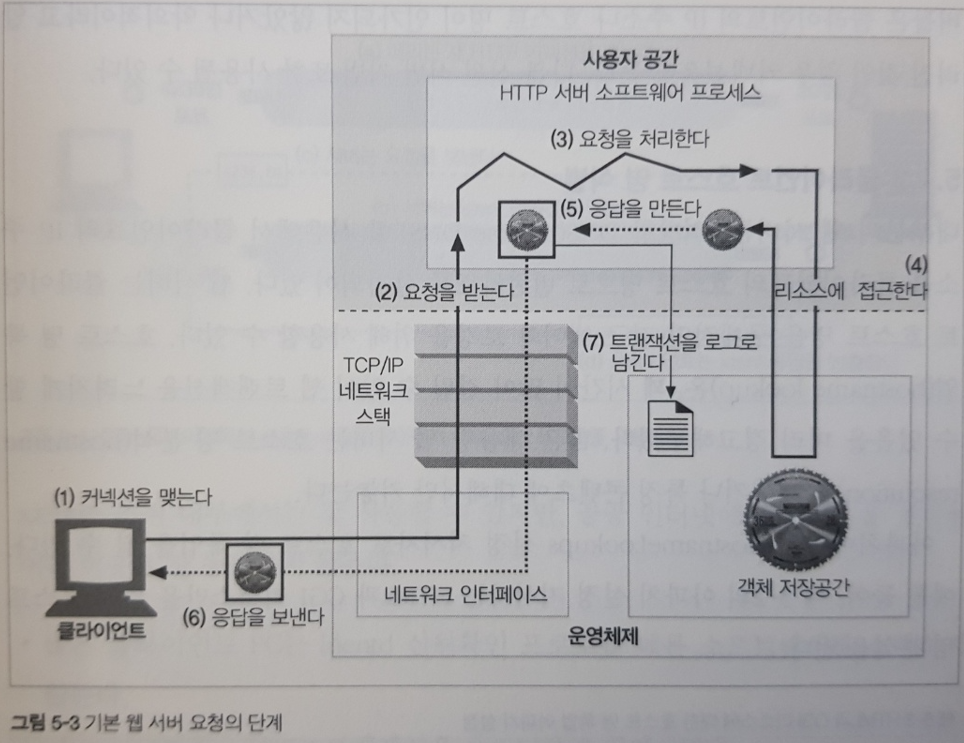 사용자 공간
HTTP 서버 소프트웨어 프로세스
(3) 요청을 처리한다
(5) 응답을 만든다
(4)
리소스에 접근한다
(2) 요청을 받는다
(7) 트랜잭션을 로그로
남긴다
TCP/IP
네트워크
스택
(1) 커넥션을 맺는다
클라이언트
(6) 응답을 보낸다
네트워크 인터페이스
객체 저장공간
운영체제
그림 5-3 기본 웹 서버 요청의 단계